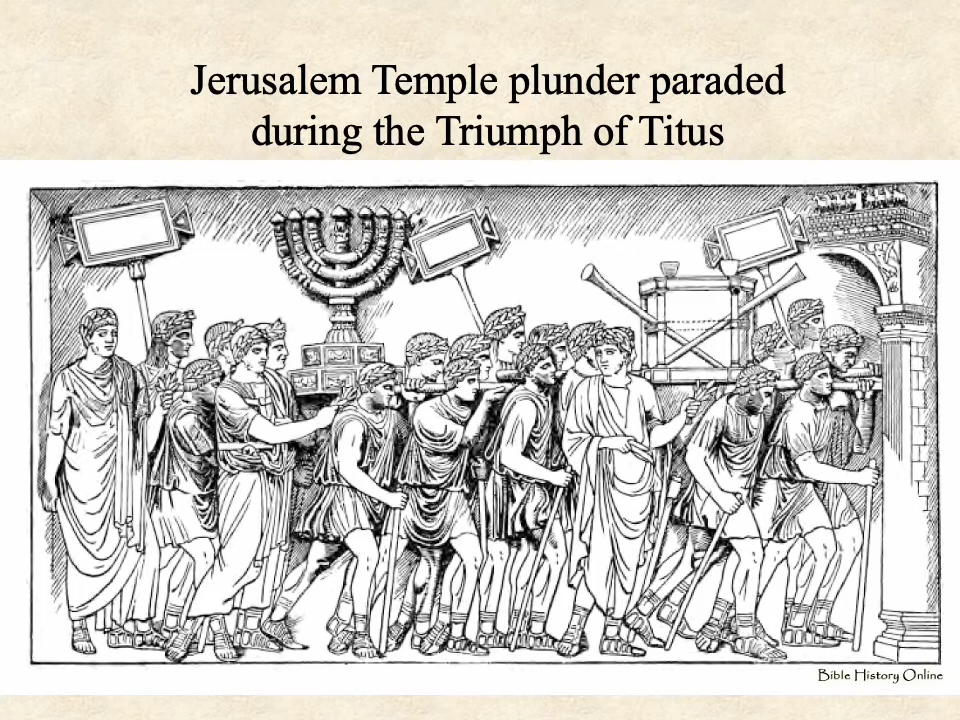 Jerusalem Temple plunder paraded
during the Triumph of Titus
Bible History Online